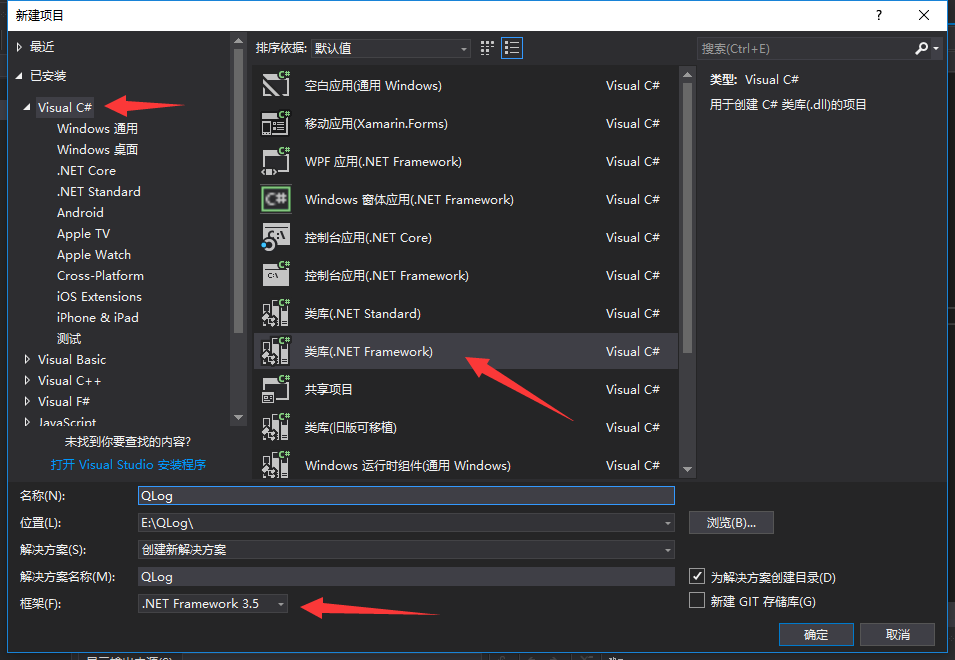 新建项目
最近
已安装
Visual C#
Windows 通用
Windows 桌面
.NET Core
.NET Standard
Android
Apple TV
Apple Watch
Cross-Platform
iOS Extensions
iPhone & iPad
测试
Visual Basic
Visual C++
Visual F#
JavaScript
未找到你要查找的内容?
打开 Visual Studio 安装程序
排序依据: 默认值
空白应用(通用 Windows) Visual C#
移动应用(Xamarin.Forms) Visual C#
WPF 应用(.NET Framework) Visual C#
Windows 窗体应用(.NET Framework) Visual C#
控制台应用(.NET Core) Visual C#
控制台应用(.NET Framework) Visual C#
类库(.NET Standard) Visual C#
类库(.NET Framework) Visual C#
共享项目 Visual C#
类库(旧版可移植) Visual C#
Windows 运行时组件(通用 Windows) Visual C#
搜索(Ctrl+E)
类型: Visual C#
用于创建 C# 类库(.dll)的项目
名称(N): QLog
位置(L): E:\QLog\ 浏览(B)...
解决方案(S): 创建新解决方案
解决方案名称(M): QLog
为解决方案创建目录(D)
框架(F): .NET Framework 3.5
新建 GIT 存储库(G)
确定 取消